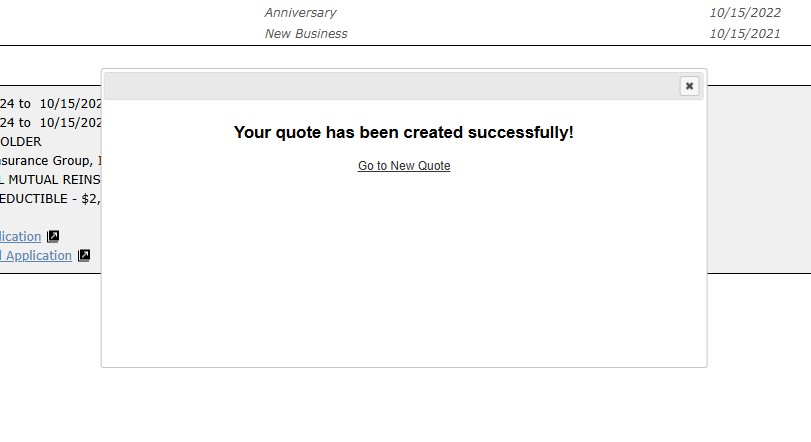 Anniversary 10/15/2022
New Business 10/15/2021
24 to 10/15/202
24 to 10/15/202
OLDER
nsurance Group, I
L MUTUAL REINS
EDUCTIBLE - $2,
lication
l Application
Your quote has been created successfully!
Go to New Quote